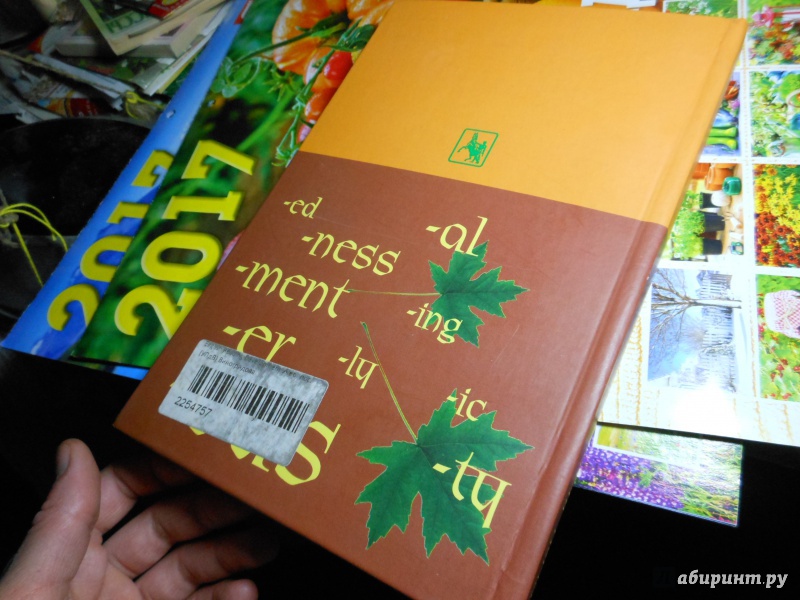 2017
2017
-ed
-al
-ness
-ment
-ing
-er
-ly
-ic
-ty
2254757
абиринт.ру